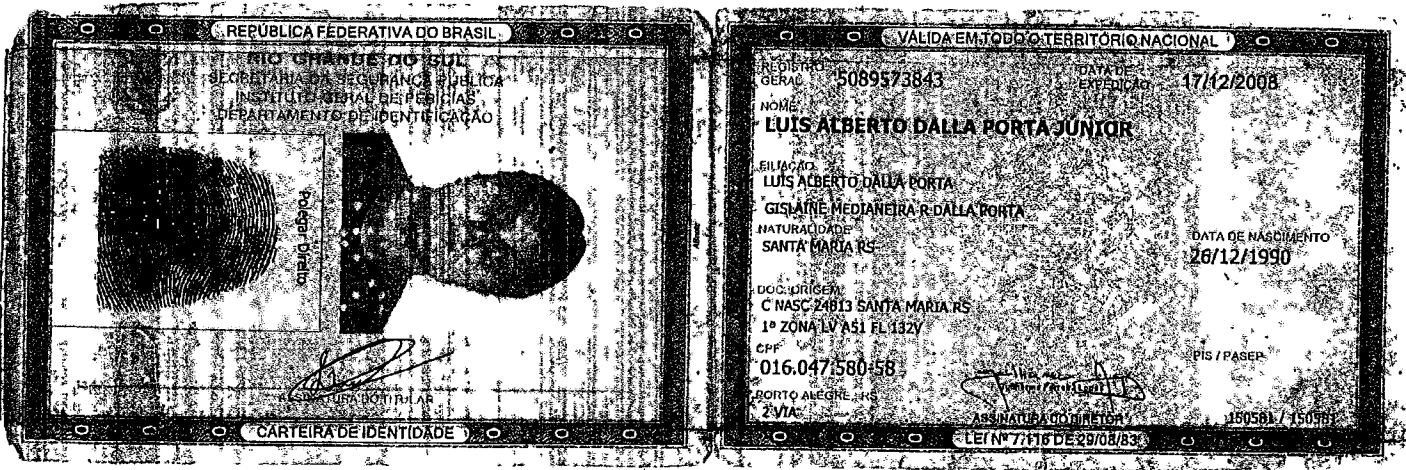 REPÚBLICA FEDERATIVA DO BRASIL
RIO GRANDE DO SUL
SECRETARIA DA SEGURANÇA PÚBLICA
INSTITUTO GERAL DE PERÍCIAS
DEPARTAMENTO DE IDENTIFICAÇÃO
Polegar Direito
ASSINATURA DO TITULAR
CARTEIRA DE IDENTIDADE
VÁLIDA EM TODO O TERRITÓRIO NACIONAL
REGISTRO GERAL 5089573843
DATA DE EXPEDIÇÃO 17/12/2008
NOME
LUIS ALBERTO DALLA PORTA JÚNIOR
FILIAÇÃO
LUIS ALBERTO DALLA PORTA
GISLAINE MEDIANEIRA R DALLA PORTA
NATURALIDADE
SANTA MARIA RS
DATA DE NASCIMENTO
26/12/1990
DOC. ORIGEM
C NASC 24813 SANTA MARIA RS
1ª ZONA LV A51 FL 132V
CPF
016.047.580-58
PIS / PASEP
PORTO ALEGRE, RS
2 VIA
ASSINATURA DO DIRETOR
150581 / 150581
LEI Nº 7.116 DE 29/08/83